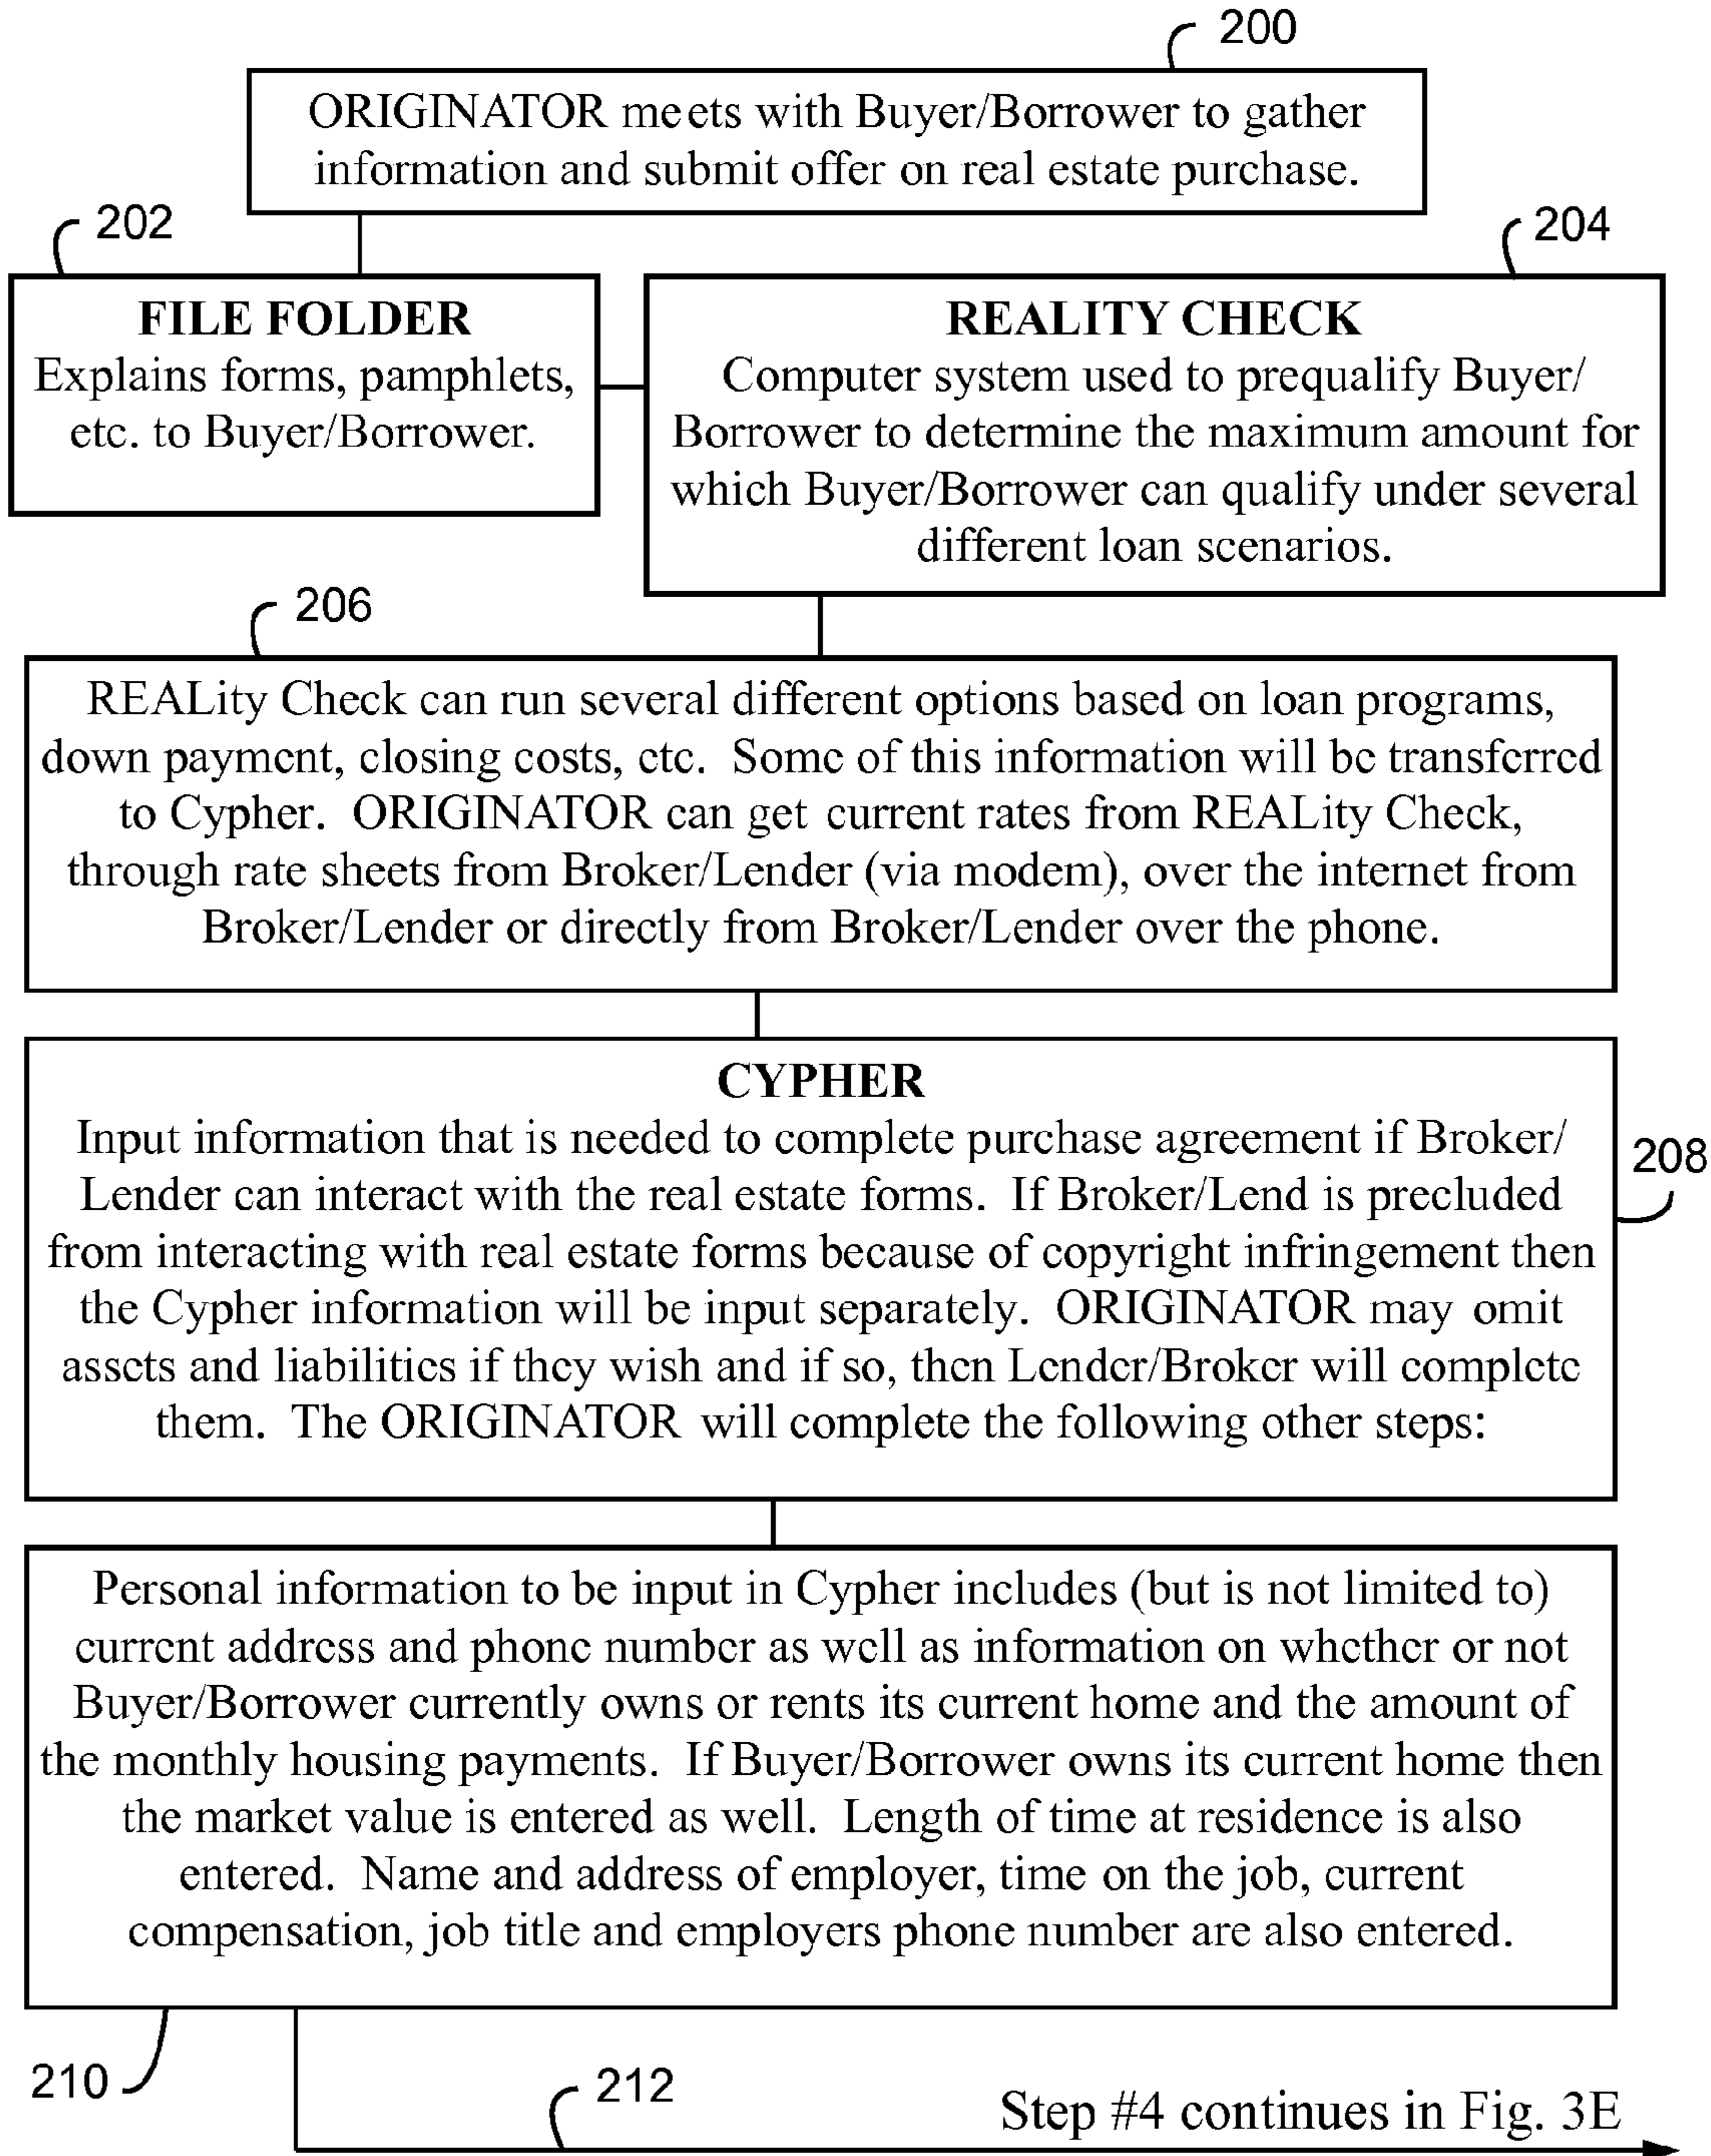 200
ORIGINATOR meets with Buyer/Borrower to gather
information and submit offer on real estate purchase.
202
204
FILE FOLDER
Explains forms, pamphlets,
etc. to Buyer/Borrower.
REALITY CHECK
Computer system used to prequalify Buyer/
Borrower to determine the maximum amount for
which Buyer/Borrower can qualify under several
different loan scenarios.
206
REALity Check can run several different options based on loan programs,
down payment, closing costs, etc. Some of this information will be transferred
to Cypher. ORIGINATOR can get current rates from REALity Check,
through rate sheets from Broker/Lender (via modem), over the internet from
Broker/Lender or directly from Broker/Lender over the phone.
CYPHER
Input information that is needed to complete purchase agreement if Broker/
Lender can interact with the real estate forms. If Broker/Lend is precluded
from interacting with real estate forms because of copyright infringement then
the Cypher information will be input separately. ORIGINATOR may omit
assets and liabilities if they wish and if so, then Lender/Broker will complete
them. The ORIGINATOR will complete the following other steps:
208
Personal information to be input in Cypher includes (but is not limited to)
current address and phone number as well as information on whether or not
Buyer/Borrower currently owns or rents its current home and the amount of
the monthly housing payments. If Buyer/Borrower owns its current home then
the market value is entered as well. Length of time at residence is also
entered. Name and address of employer, time on the job, current
compensation, job title and employers phone number are also entered.
210
212
Step #4 continues in Fig. 3E